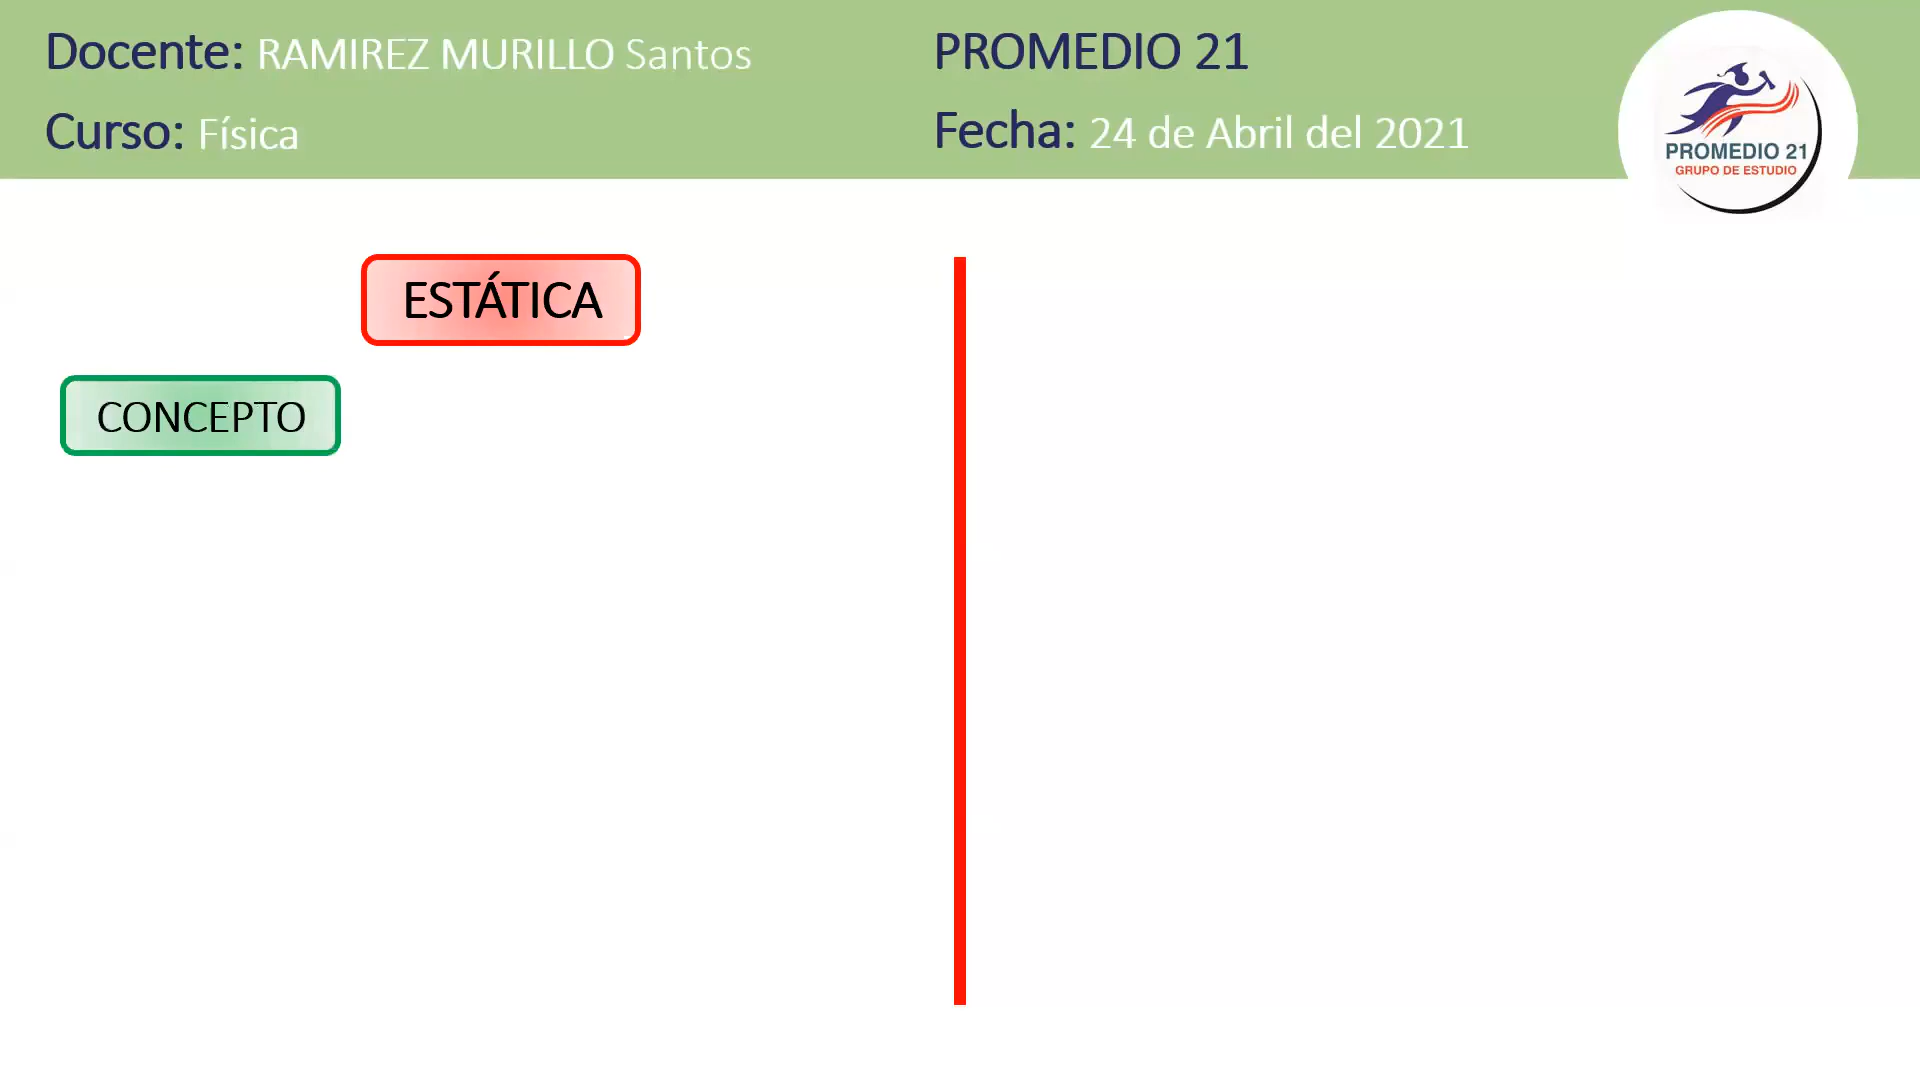 Docente: RAMIREZ MURILLO Santos
PROMEDIO 21
Curso: Física
Fecha: 24 de Abril del 2021
PROMEDIO 21
GRUPO DE ESTUDIO
ESTÁTICA
CONCEPTO